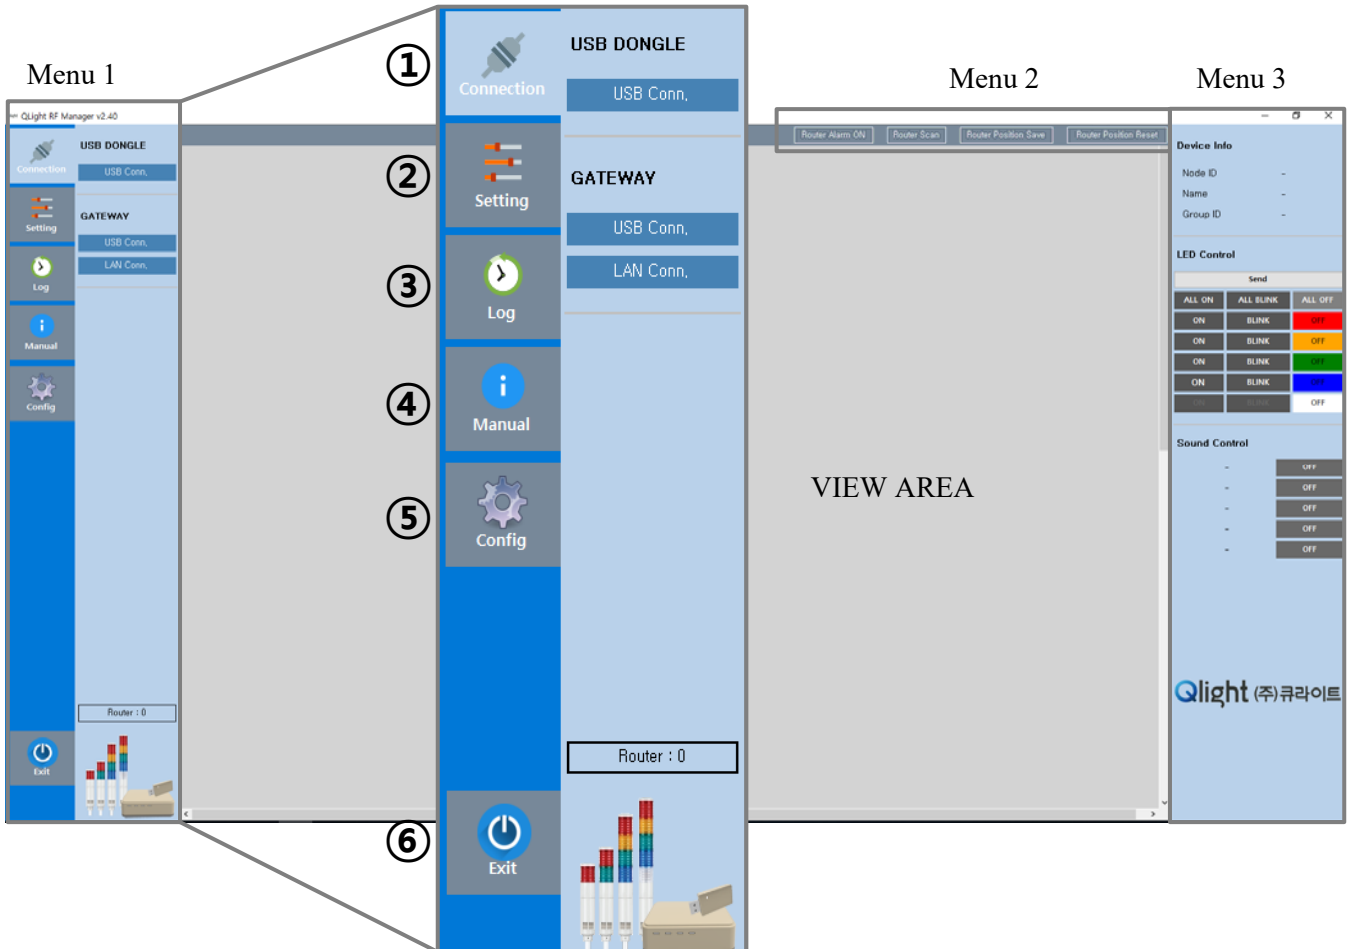 Menu 1
Menu 2
Menu 3
QLight RF Manager v2.40
Connection
USB DONGLE
USB Conn,
Setting
GATEWAY
USB Conn,
LAN Conn,
Log
Manual
Config
Router : 0
Exit
①
Connection
USB DONGLE
USB Conn,
②
Setting
GATEWAY
USB Conn,
LAN Conn,
③
Log
④
Manual
⑤
Config
Router : 0
⑥
Exit
Router Alarm ON
Router Scan
Router Position Save
Router Position Reset
VIEW AREA
Device Info
Node ID -
Name -
Group ID -
LED Control
Send
ALL ON ALL BLINK ALL OFF
ON BLINK OFF
ON BLINK OFF
ON BLINK OFF
ON BLINK OFF
ON BLINK OFF
Sound Control
- OFF
- OFF
- OFF
- OFF
- OFF
Qlight (주)큐라이트